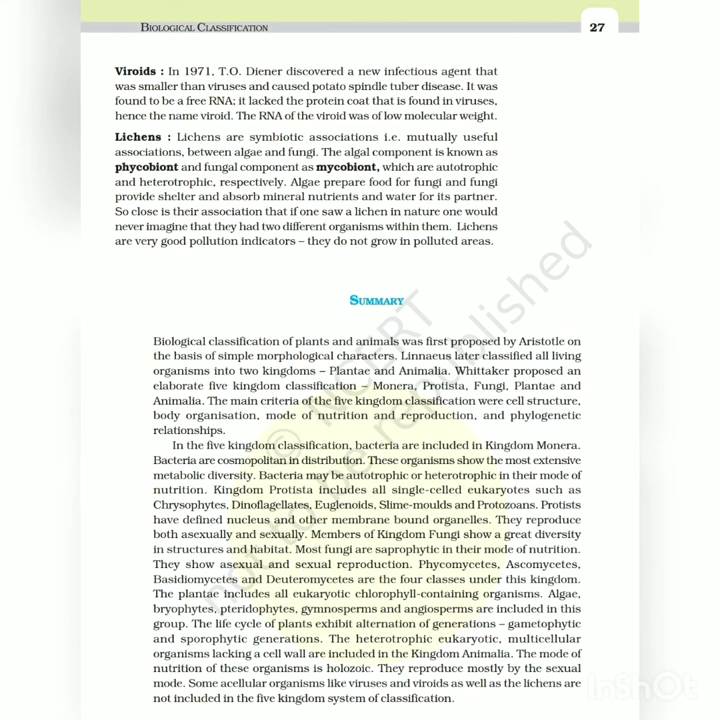 BIOLOGICAL CLASSIFICATION 27
Viroids : In 1971, T.O. Diener discovered a new infectious agent that
was smaller than viruses and caused potato spindle tuber disease. It was
found to be a free RNA; it lacked the protein coat that is found in viruses,
hence the name viroid. The RNA of the viroid was of low molecular weight.
Lichens : Lichens are symbiotic associations i.e. mutually useful
associations, between algae and fungi. The algal component is known as
phycobiont and fungal component as mycobiont, which are autotrophic
and heterotrophic, respectively. Algae prepare food for fungi and fungi
provide shelter and absorb mineral nutrients and water for its partner.
So close is their association that if one saw a lichen in nature one would
never imagine that they had two different organisms within them. Lichens
are very good pollution indicators – they do not grow in polluted areas.
SUMMARY
Biological classification of plants and animals was first proposed by Aristotle on
the basis of simple morphological characters. Linnaeus later classified all living
organisms into two kingdoms – Plantae and Animalia. Whittaker proposed an
elaborate five kingdom classification – Monera, Protista, Fungi, Plantae and
Animalia. The main criteria of the five kingdom classification were cell structure,
body organisation, mode of nutrition and reproduction, and phylogenetic
relationships.
In the five kingdom classification, bacteria are included in Kingdom Monera.
Bacteria are cosmopolitan in distribution. These organisms show the most extensive
metabolic diversity. Bacteria may be autotrophic or heterotrophic in their mode of
nutrition. Kingdom Protista includes all single-celled eukaryotes such as
Chrysophytes, Dinoflagellates, Euglenoids, Slime-moulds and Protozoans. Protists
have defined nucleus and other membrane bound organelles. They reproduce
both asexually and sexually. Members of Kingdom Fungi show a great diversity
in structures and habitat. Most fungi are saprophytic in their mode of nutrition.
They show asexual and sexual reproduction. Phycomycetes, Ascomycetes,
Basidiomycetes and Deuteromycetes are the four classes under this kingdom.
The plantae includes all eukaryotic chlorophyll-containing organisms. Algae,
bryophytes, pteridophytes, gymnosperms and angiosperms are included in this
group. The life cycle of plants exhibit alternation of generations – gametophytic
and sporophytic generations. The heterotrophic eukaryotic, multicellular
organisms lacking a cell wall are included in the Kingdom Animalia. The mode of
nutrition of these organisms is holozoic. They reproduce mostly by the sexual
mode. Some acellular organisms like viruses and viroids as well as the lichens are
not included in the five kingdom system of classification.
© NCERT
not to be republished
InShOt